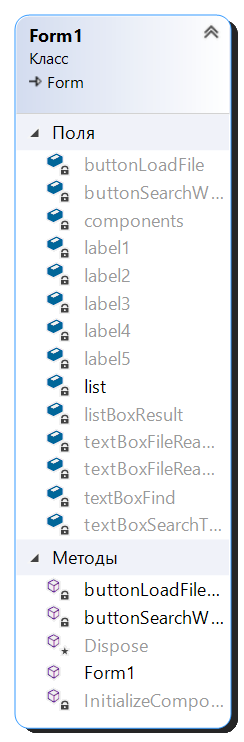 Form1
Класс
Form
Поля
buttonLoadFile
buttonSearchW...
components
label1
label2
label3
label4
label5
list
listBoxResult
textBoxFileRea...
textBoxFileRea...
textBoxFind
textBoxSearchT...
Методы
buttonLoadFile...
buttonSearchW...
Dispose
Form1
InitializeCompo...